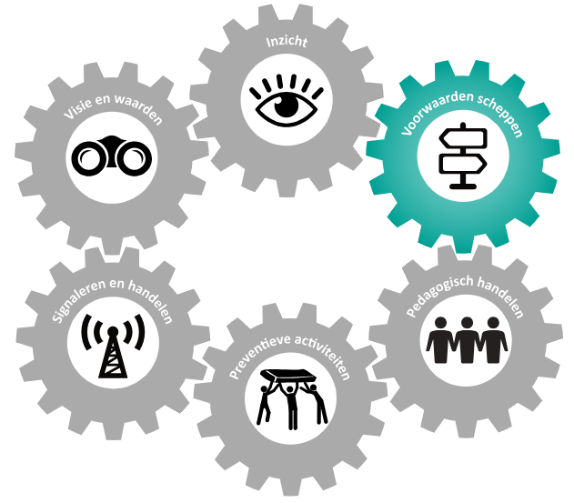 Inzicht
Visie en waarden
Voorwaarden scheppen
Signaleren en handelen
Pedagogisch handelen
Preventieve activiteiten